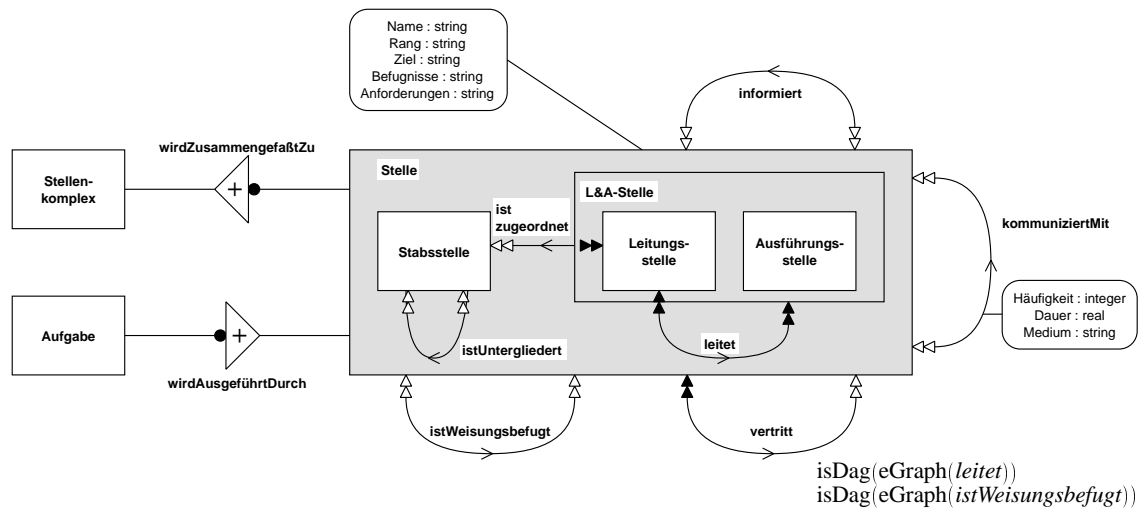 Name : string
Rang : string
Ziel : string
Befugnisse : string
Anforderungen : string
informiert
wirdZusammengefaßtZu
Stellen-
komplex
+
Stelle
L&A-Stelle
ist
zugeordnet
Stabsstelle
Leitungs-
stelle
Ausführungs-
stelle
kommuniziertMit
Häufigkeit : integer
Dauer : real
Medium : string
Aufgabe
+
wirdAusgeführtDurch
istUntergliedert
leitet
istWeisungsbefugt
vertritt
isDag(eGraph(leitet))
isDag(eGraph(istWeisungsbefugt))